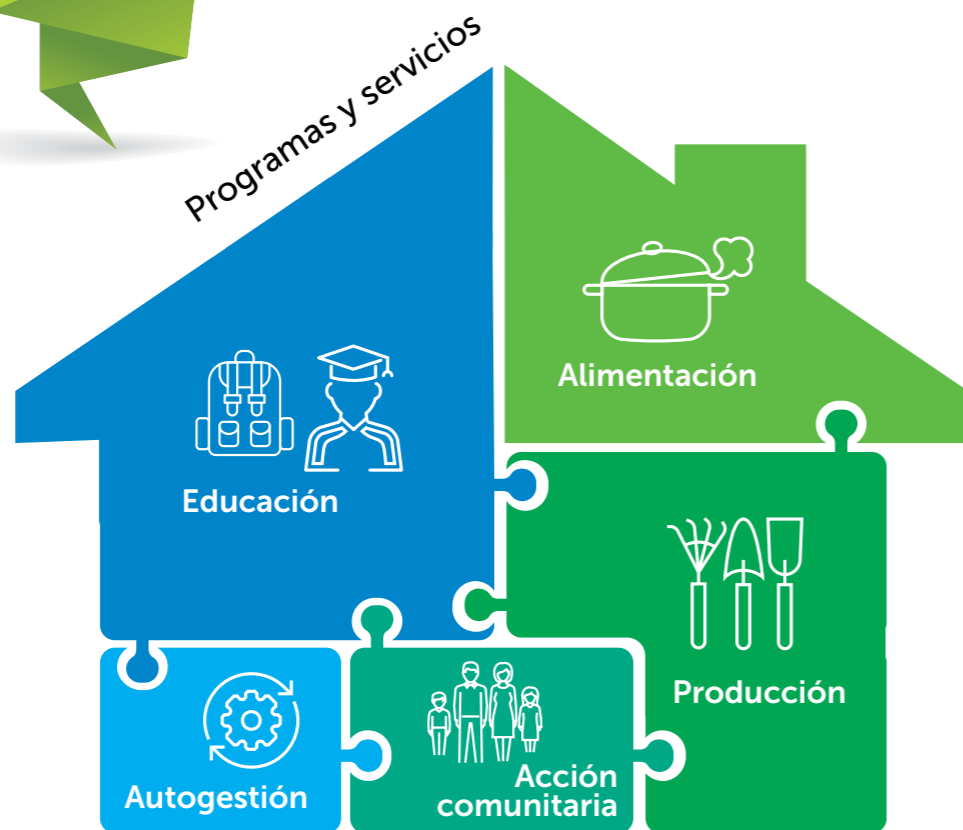 Programas y servicios
Alimentación
Educación
Producción
Autogestión
Acción
comunitaria